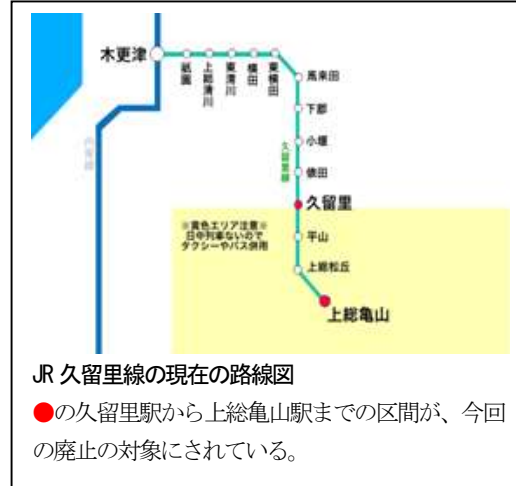 木更津
祇園
上総清川
東清川
横田
東横田
馬来田
下郡
小堰
俵田
久留里線
内房線
久留里
※黄色エリア注意※
日中列車ないので
タクシーやバス併用
平山
上総松丘
上総亀山
JR 久留里線の現在の路線図
●の久留里駅から上総亀山駅までの区間が、今回
の廃止の対象にされている。